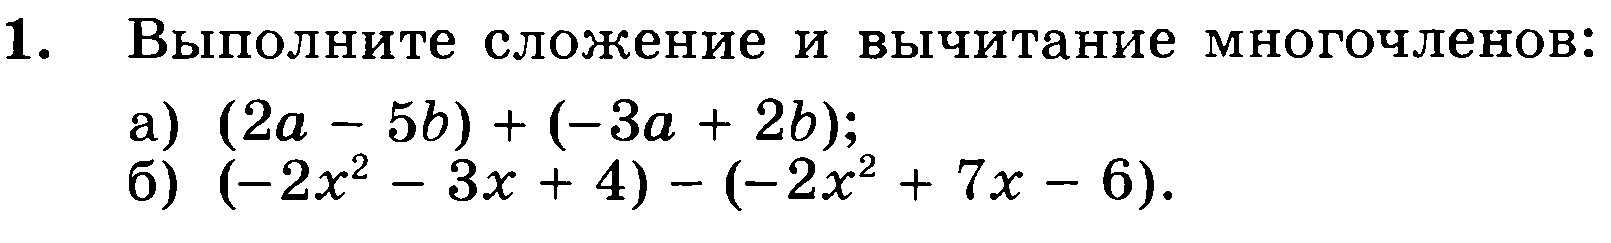 1. Выполните сложение и вычитание многочленов:
а) (2a − 5b) + (−3a + 2b);
б) (−2x² − 3x + 4) − (−2x² + 7x − 6).